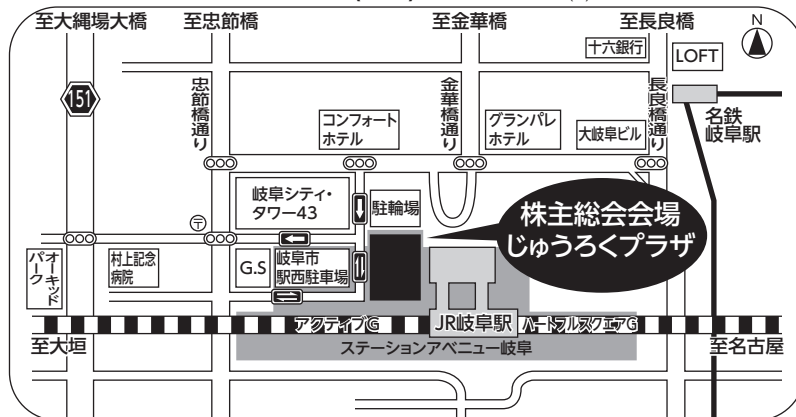 至大縄場大橋
至忠節橋
至金華橋
至長良橋
N
十六銀行
LOFT
151
忠節橋通り
金華橋通り
長良橋通り
名鉄
岐阜駅
コンフォート
ホテル
グランパレ
ホテル
大岐阜ビル
岐阜シティ・
タワー43
駐輪場
株主総会会場
じゅうろくプラザ
〒
オーキッド
パーク
村上記念
病院
G.S
岐阜市
駅西駐車場
アクティブG
JR岐阜駅
ハートフルスクエアG
至大垣
ステーションアベニュー岐阜
至名古屋